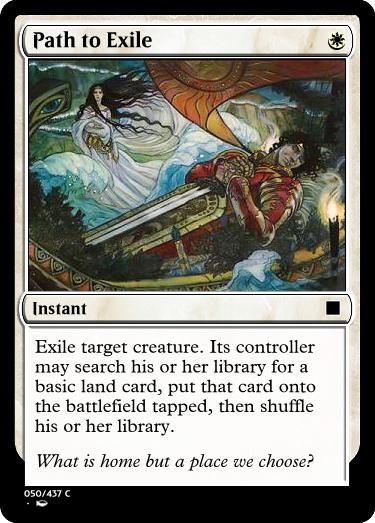 Path to Exile
Instant
Exile target creature. Its controller
may search his or her library for a
basic land card, put that card onto
the battlefield tapped, then shuffle
his or her library.
What is home but a place we choose?
050/437 C